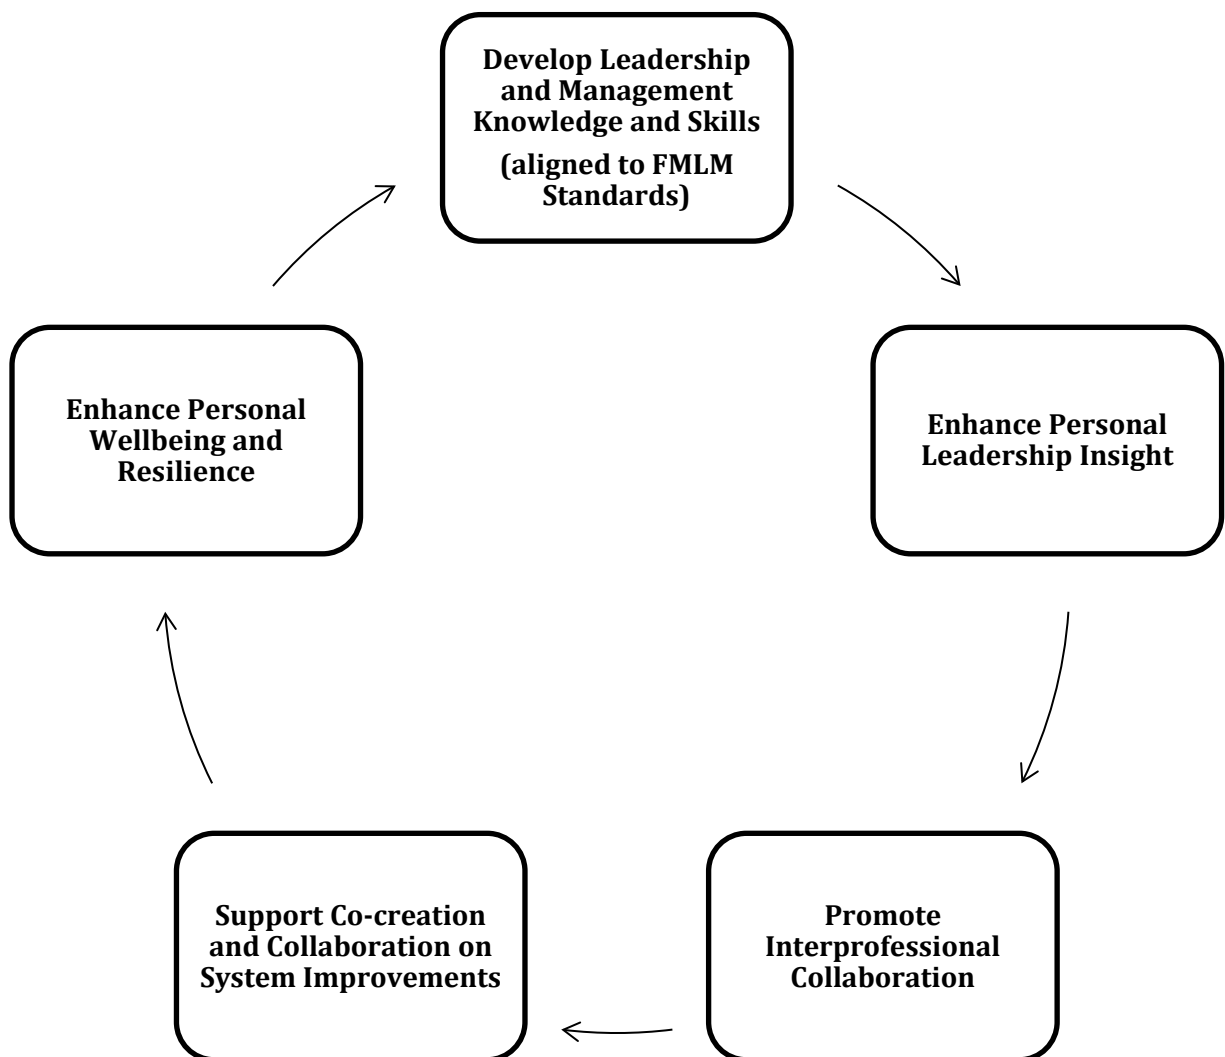 Develop Leadership
and Management
Knowledge and Skills
(aligned to FMLM
Standards)
Enhance Personal
Leadership Insight
Promote
Interprofessional
Collaboration
Support Co-creation
and Collaboration on
System Improvements
Enhance Personal
Wellbeing and
Resilience